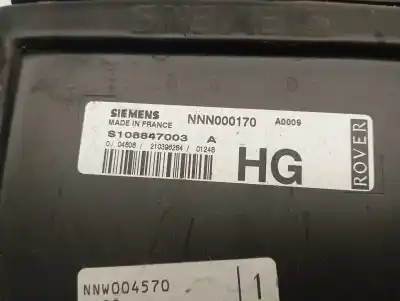 SIEMENS NNN000170 A0009
MADE IN FRANCE
S108847003 A
HG
ROVER
NNW004570 1